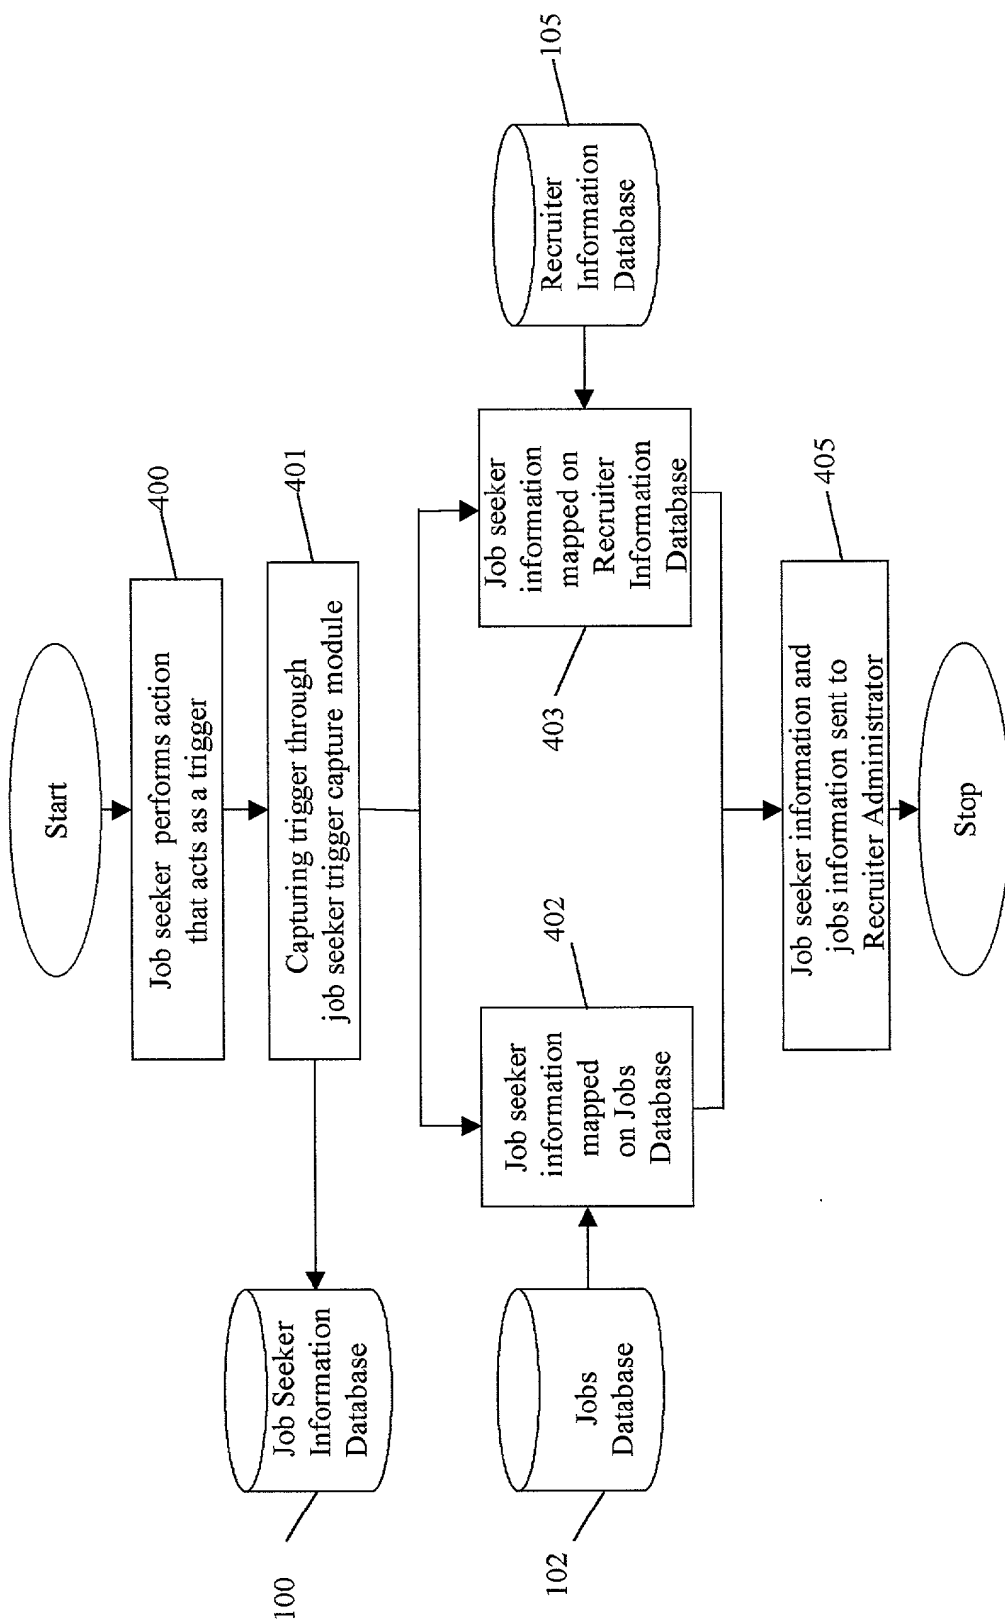 Start
400
Job seeker performs action
that acts as a trigger
401
Capturing trigger through
job seeker trigger capture module
100
Job Seeker
Information
Database
402
Job seeker
information
mapped
on Jobs
Database
403
Job seeker
information
mapped on
Recruiter
Information
Database
102
Jobs
Database
105
Recruiter
Information
Database
405
Job seeker information and
jobs information sent to
Recruiter Administrator
Stop